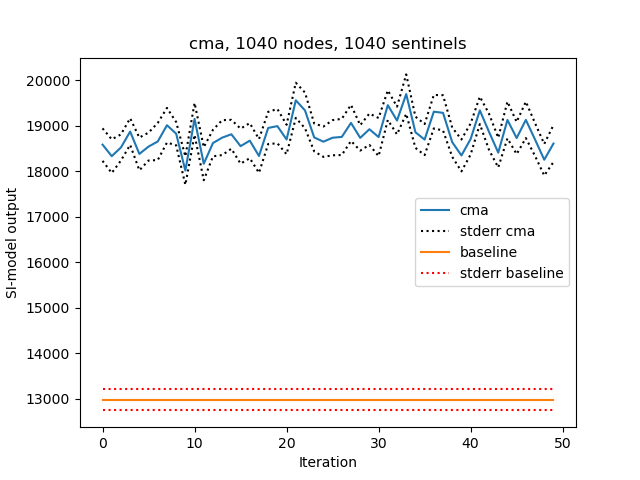 cma, 1040 nodes, 1040 sentinels
20000
19000
18000
17000
16000
15000
14000
13000
SI-model output
cma
stderr cma
baseline
stderr baseline
0
10
20
30
40
50
Iteration